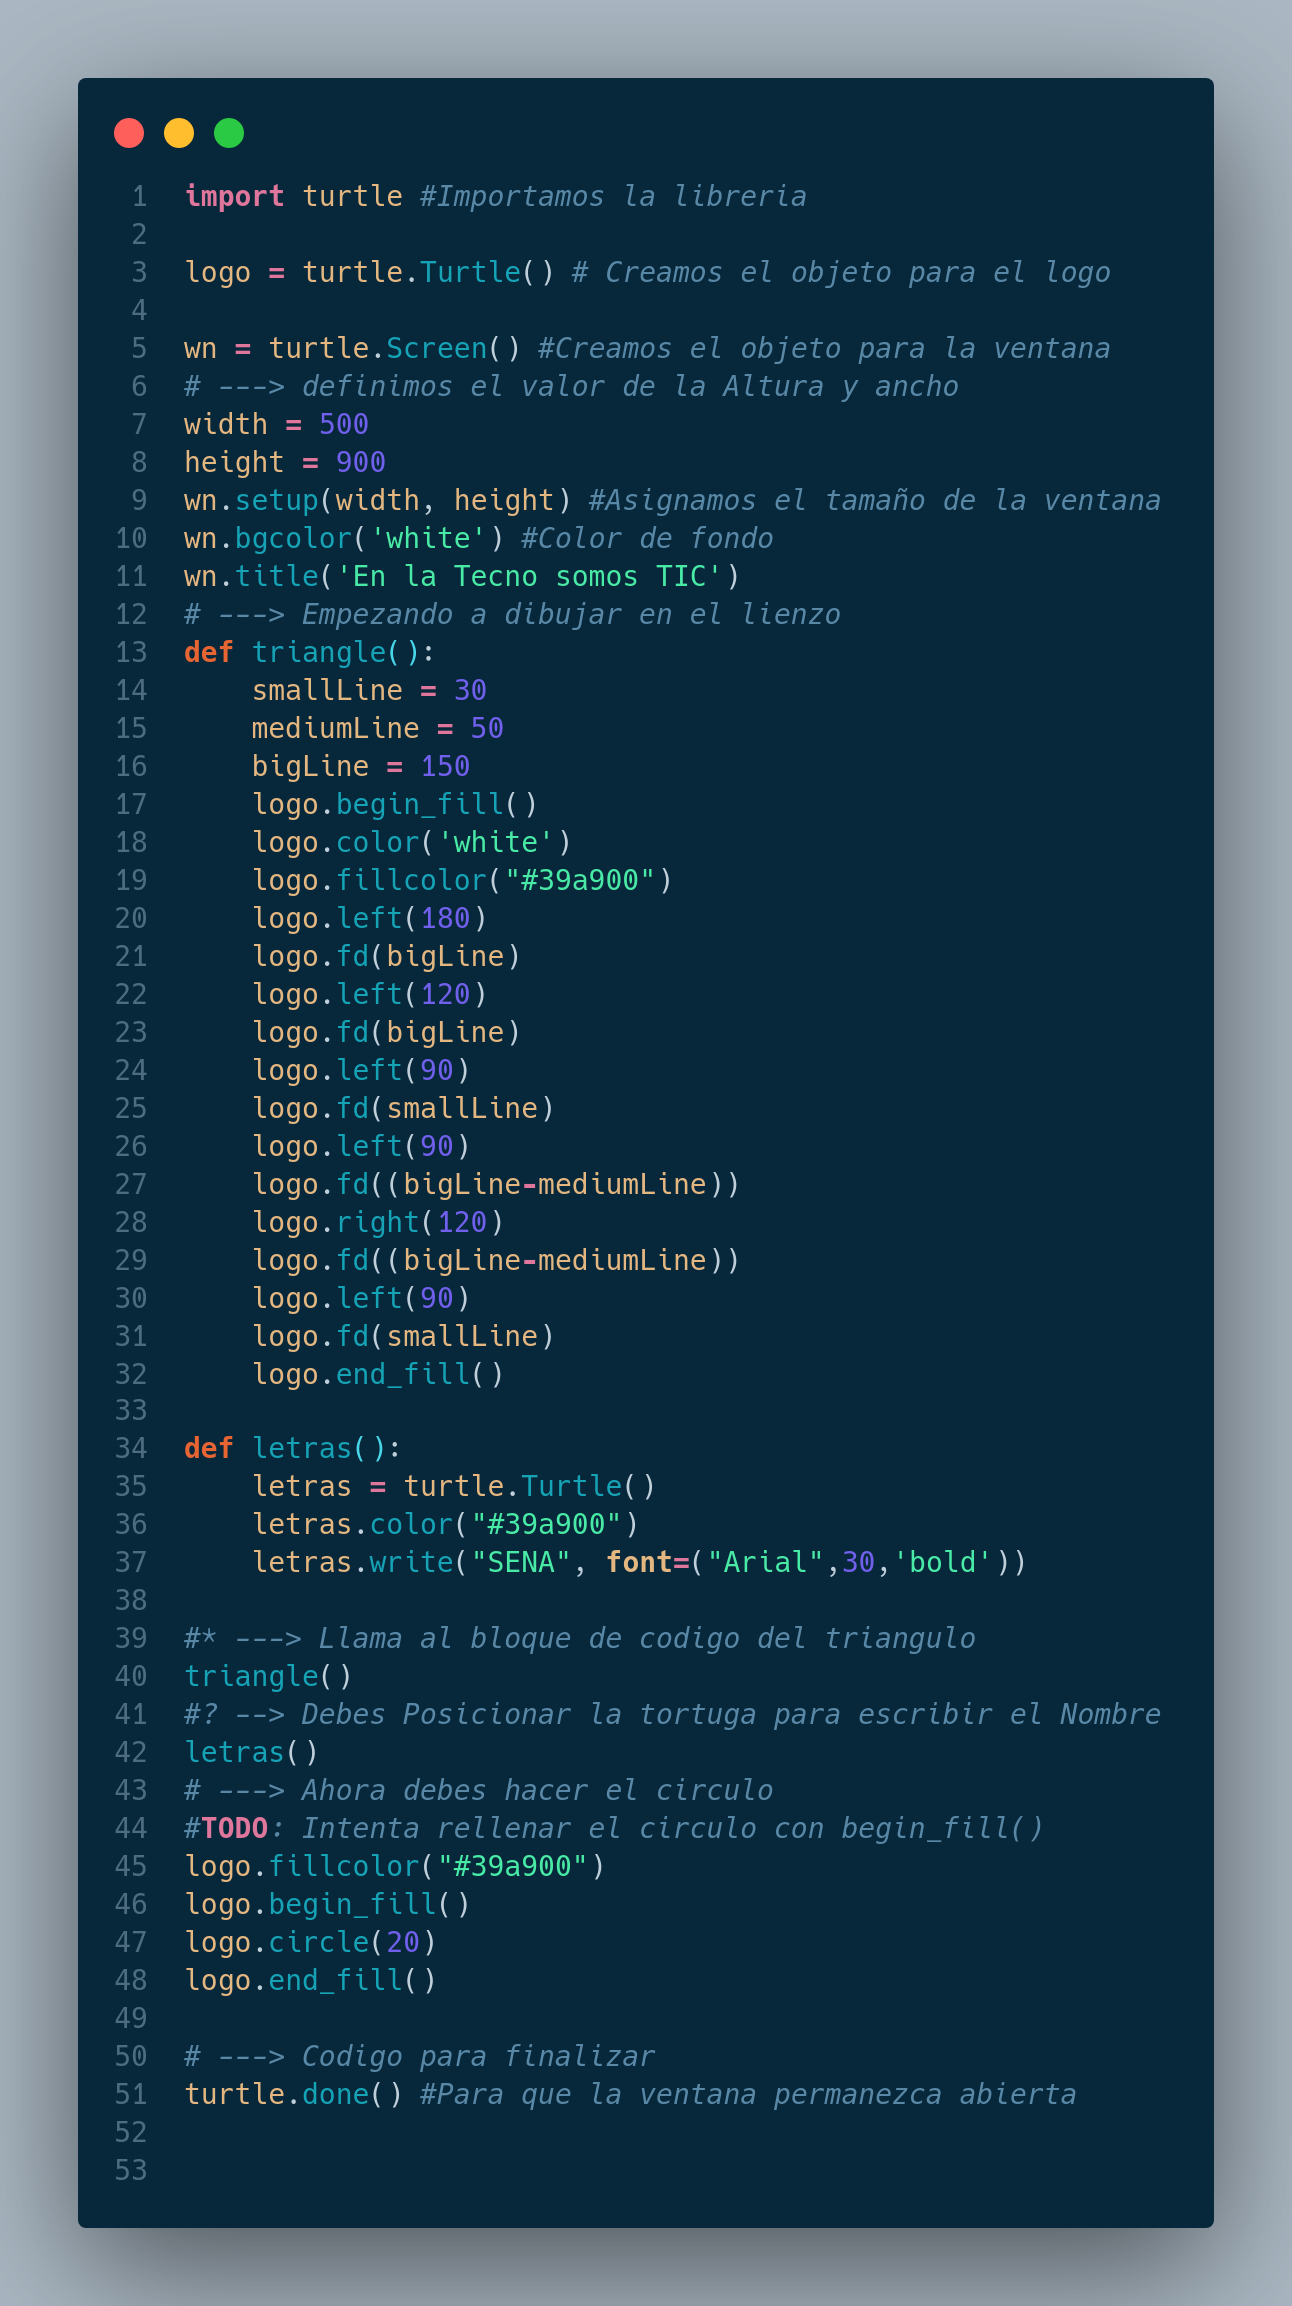 1 import turtle #Importamos la libreria
2
3 logo = turtle.Turtle() # Creamos el objeto para el logo
4
5 wn = turtle.Screen() #Creamos el objeto para la ventana
6 # ---> definimos el valor de la Altura y ancho
7 width = 500
8 height = 900
9 wn.setup(width, height) #Asignamos el tamaño de la ventana
10 wn.bgcolor('white') #Color de fondo
11 wn.title('En la Tecno somos TIC')
12 # ---> Empezando a dibujar en el lienzo
13 def triangle():
14     smallLine = 30
15     mediumLine = 50
16     bigLine = 150
17     logo.begin_fill()
18     logo.color('white')
19     logo.fillcolor("#39a900")
20     logo.left(180)
21     logo.fd(bigLine)
22     logo.left(120)
23     logo.fd(bigLine)
24     logo.left(90)
25     logo.fd(smallLine)
26     logo.left(90)
27     logo.fd((bigLine-mediumLine))
28     logo.right(120)
29     logo.fd((bigLine-mediumLine))
30     logo.left(90)
31     logo.fd(smallLine)
32     logo.end_fill()
33
34 def letras():
35     letras = turtle.Turtle()
36     letras.color("#39a900")
37     letras.write("SENA", font=("Arial",30,'bold'))
38
39 #* ---> Llama al bloque de codigo del triangulo
40 triangle()
41 #? --> Debes Posicionar la tortuga para escribir el Nombre
42 letras()
43 # ---> Ahora debes hacer el circulo
44 #TODO: Intenta rellenar el circulo con begin_fill()
45 logo.fillcolor("#39a900")
46 logo.begin_fill()
47 logo.circle(20)
48 logo.end_fill()
49
50 # ---> Codigo para finalizar
51 turtle.done() #Para que la ventana permanezca abierta
52
53